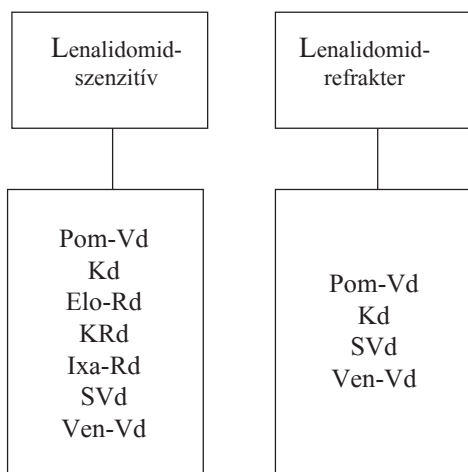 Lenalidomid-
szenzitív
Pom-Vd
Kd
Elo-Rd
KRd
Ixa-Rd
SVd
Ven-Vd
Lenalidomid-
refrakter
Pom-Vd
Kd
SVd
Ven-Vd